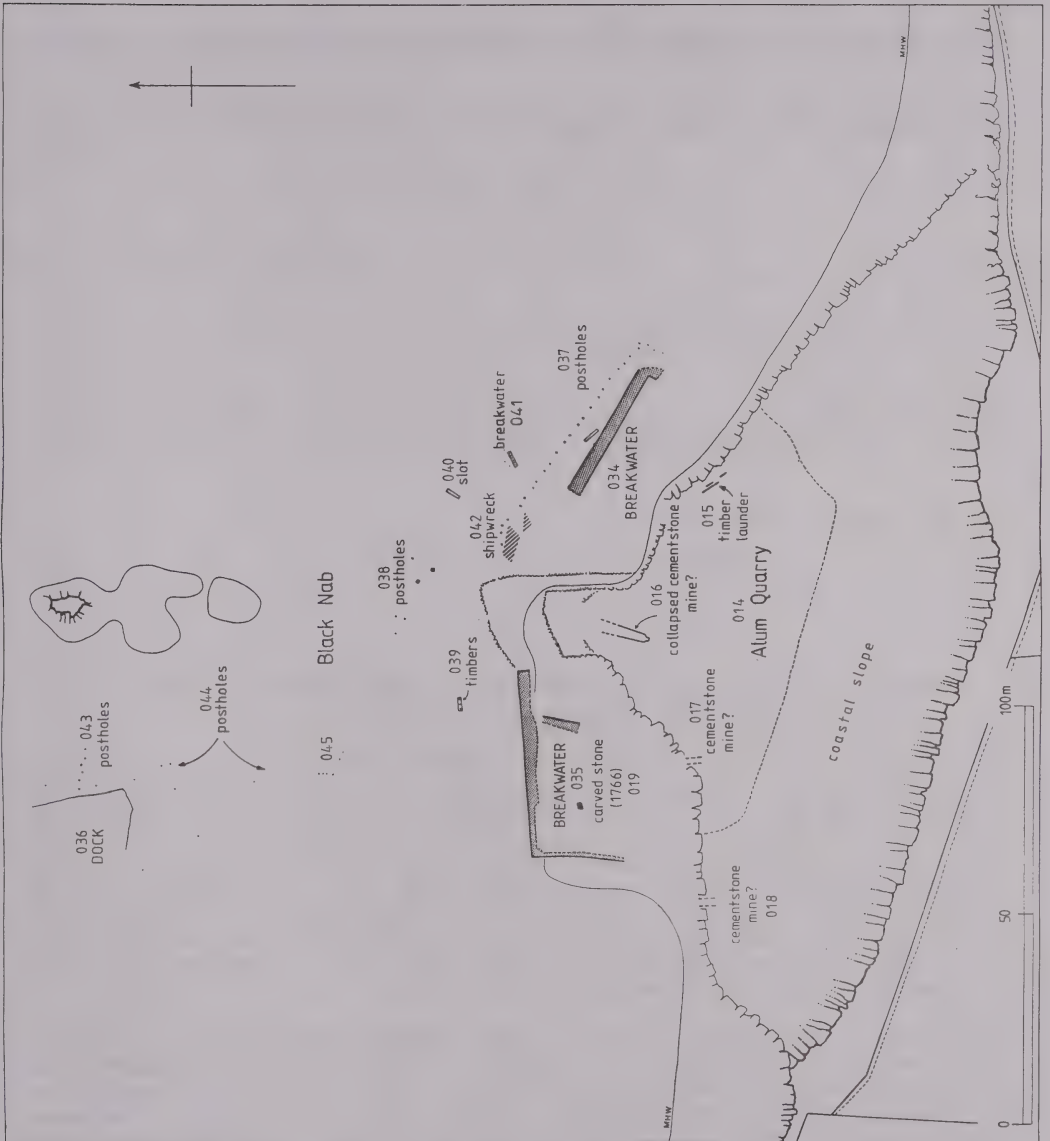 MHW
043
postholes
036
DOCK
044
postholes
045
Black Nab
038
postholes
039
timbers
040
slot
042
shipwreck
breakwater
041
037
postholes
034
BREAKWATER
BREAKWATER
035
carved stone
(1766)
019
016
collapsed cementstone
mine?
015
timber
launder
014
Alum Quarry
017
cementstone
mine?
cementstone
mine?
018
coastal slope
MHW
0
50
100m